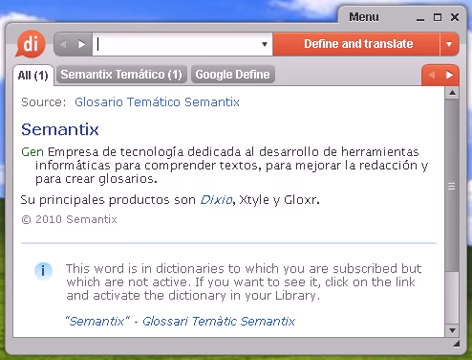 Menu
di
Define and translate
All (1)
Semantix Temático (1)
Google Define
Source: Glosario Temático Semantix
Semantix
Gen Empresa de tecnología dedicada al desarrollo de herramientas
informáticas para comprender textos, para mejorar la redacción y
para crear glosarios.
Su principales producton son Dixio, Xtyle y Gloxr.
© 2010 Semantix
i
This word is in dictionaries to which you are subscribed but
which are not active. If you want to see it, click on the link
and activate the dictionary in your Library.
"Semantix" - Glossari Temàtic Semantix